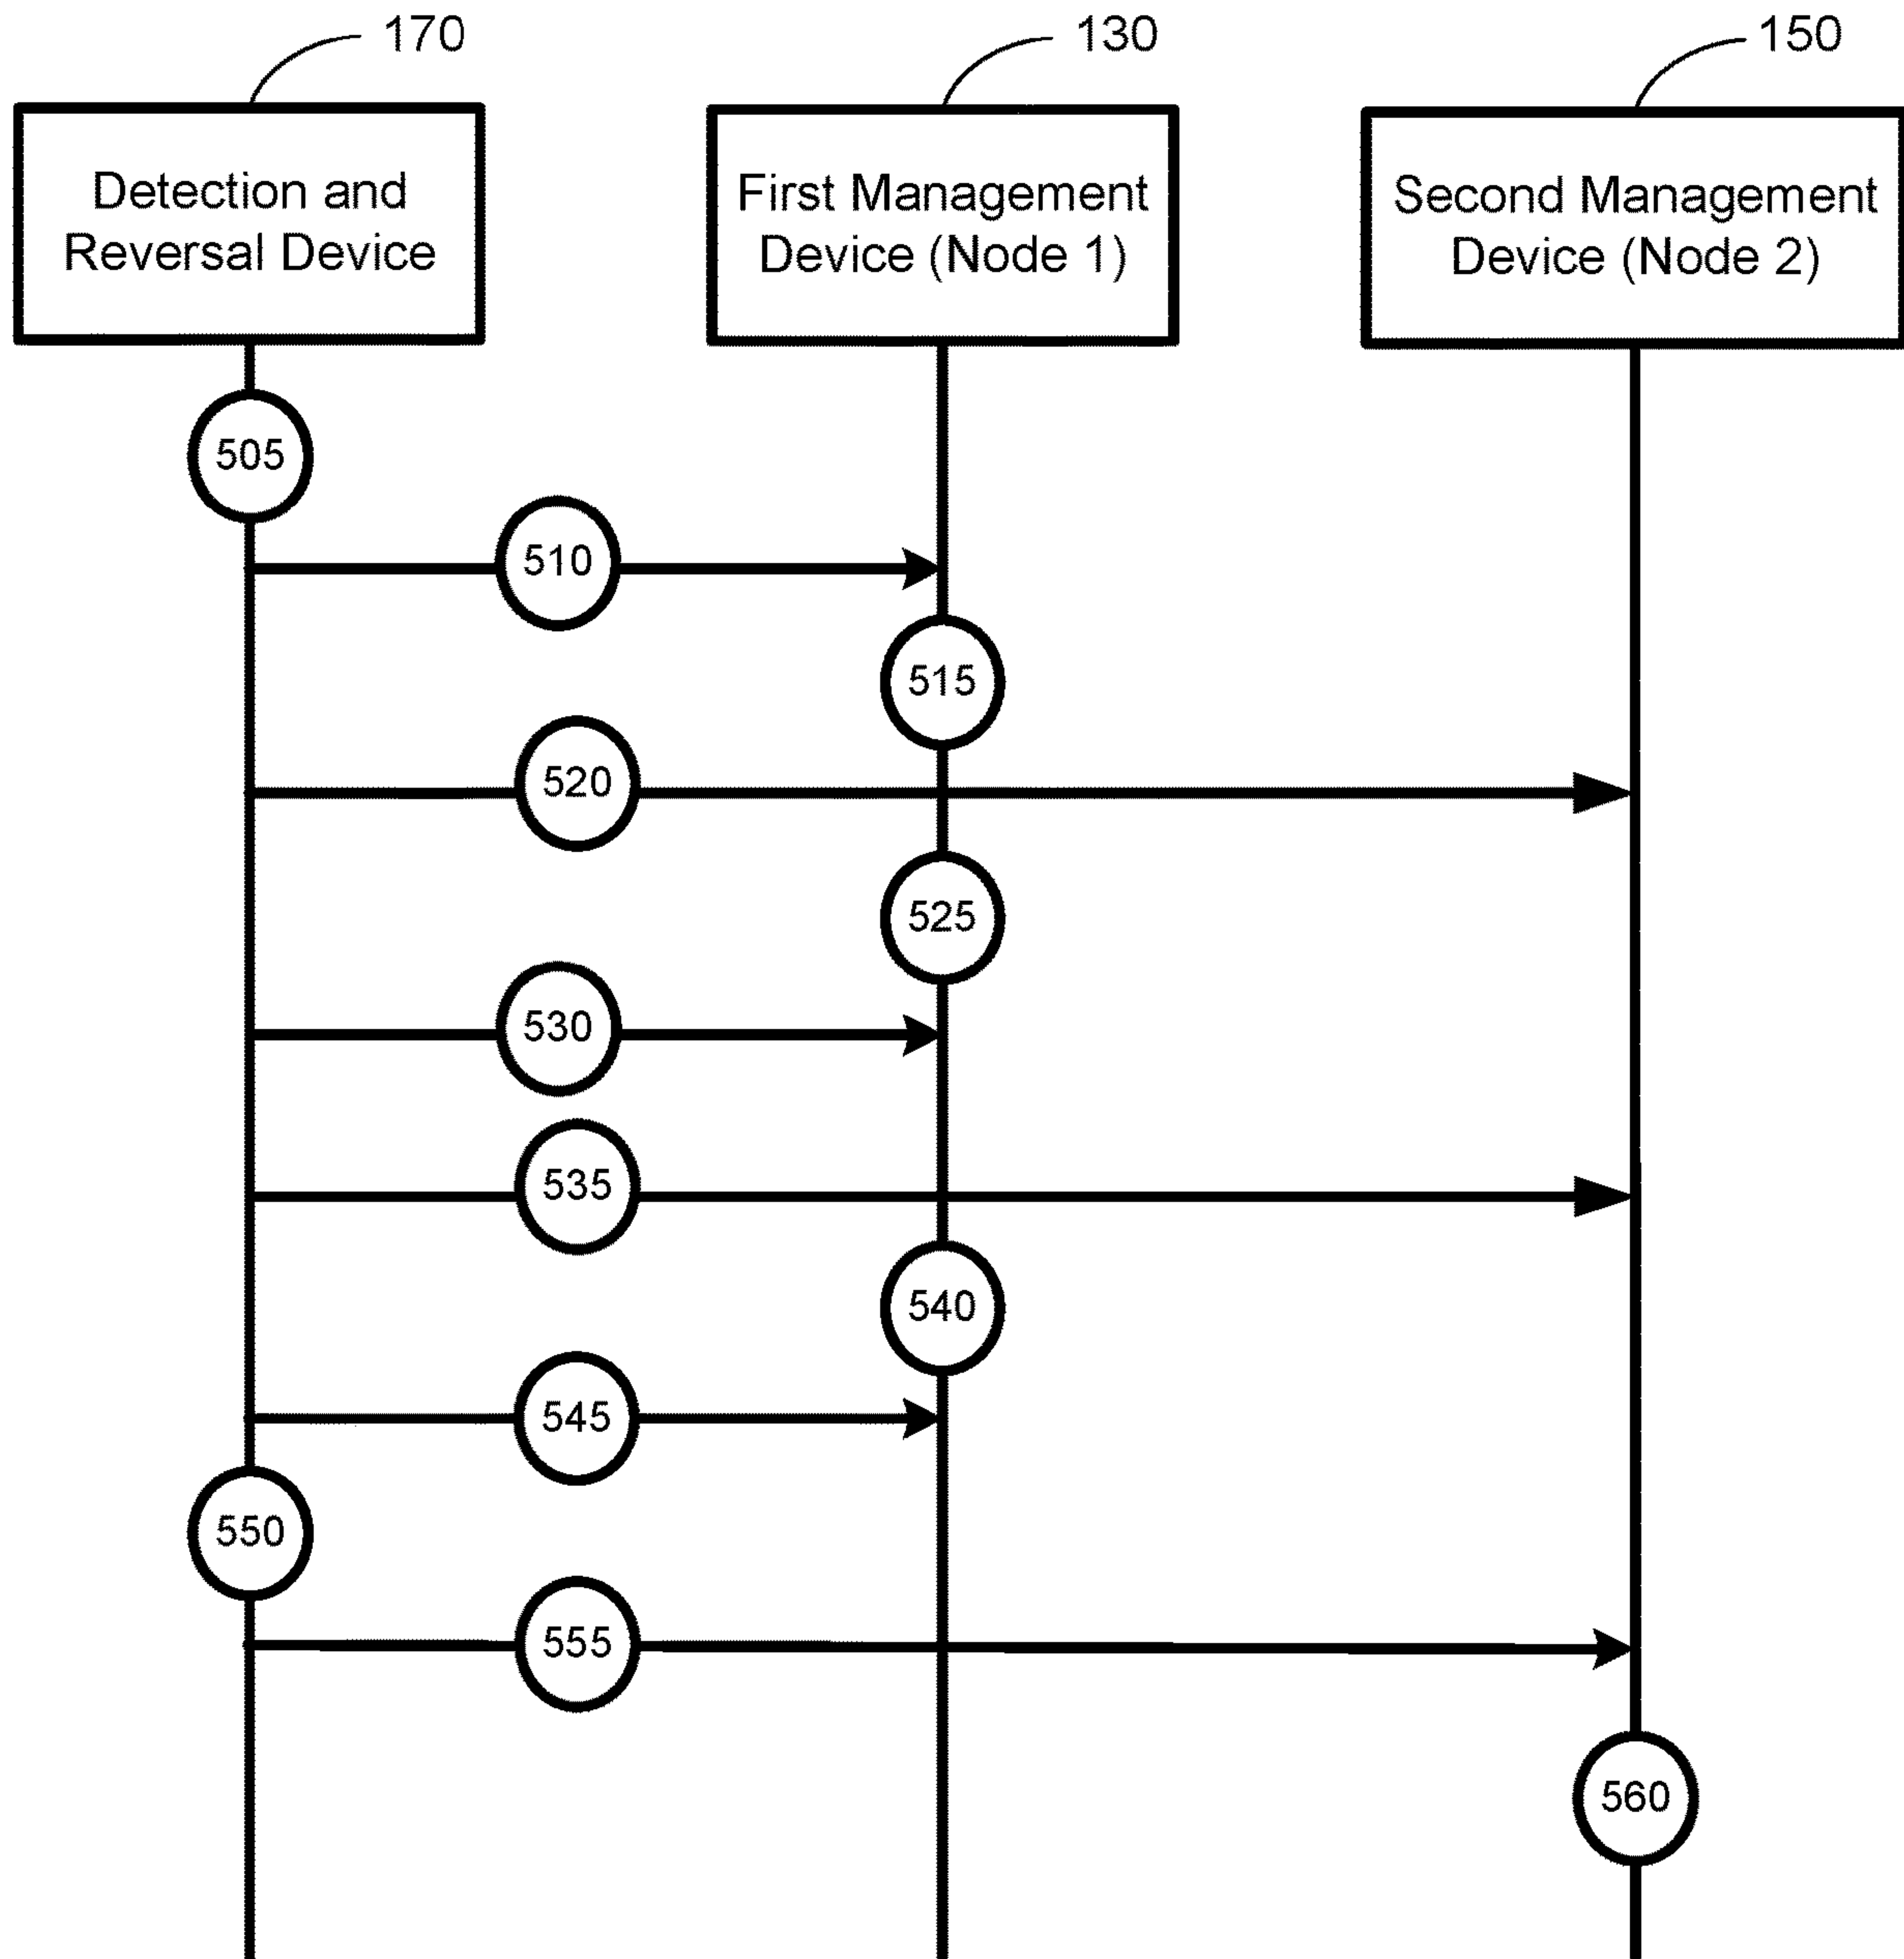 170
130
150
Detection and
Reversal Device
First Management
Device (Node 1)
Second Management
Device (Node 2)
505
510
515
520
525
530
535
540
545
550
555
560